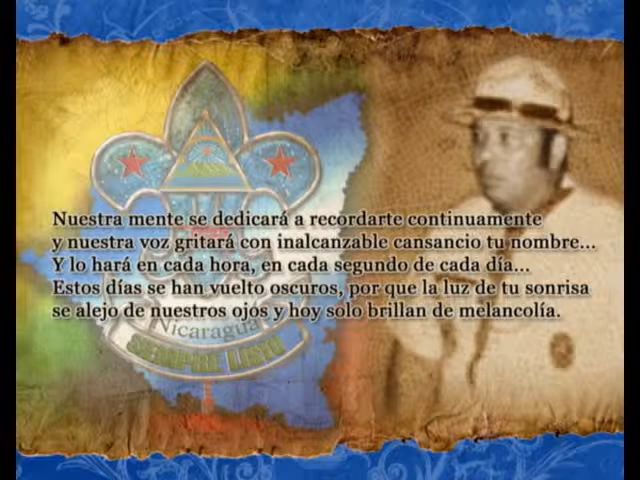 Nuestra mente se dedicará a recordarte continuamente
y nuestra voz gritará con inalcanzable cansancio tu nombre...
Y lo hará en cada hora, en cada segundo de cada día...
Estos días se han vuelto oscuros, por que la luz de tu sonrisa
se alejo de nuestros ojos y hoy solo brillan de melancolía.
Nicaragua
SIEMPRE LISTO